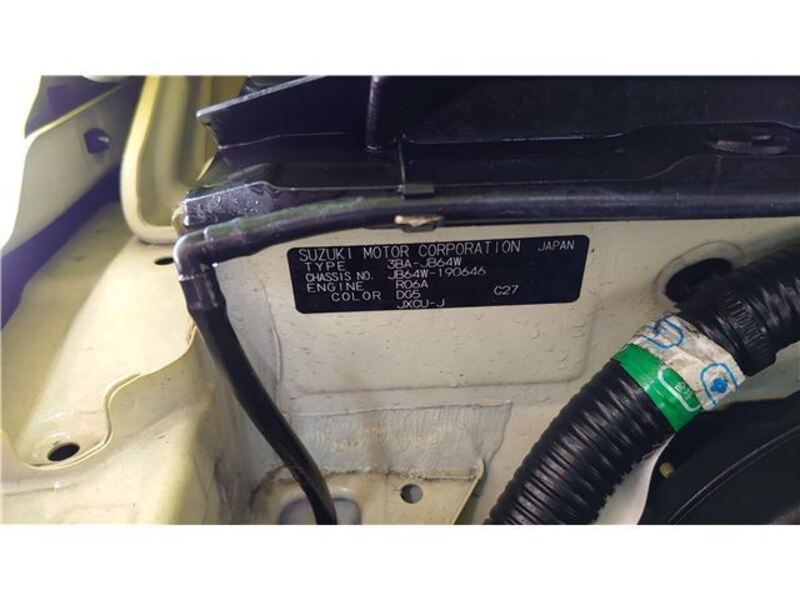 SUZUKI MOTOR CORPORATION JAPAN
TYPE 3BA-JB64W
CHASSIS NO. JB64W-190646
ENGINE R06A
COLOR DG5 C27
JXCU-J